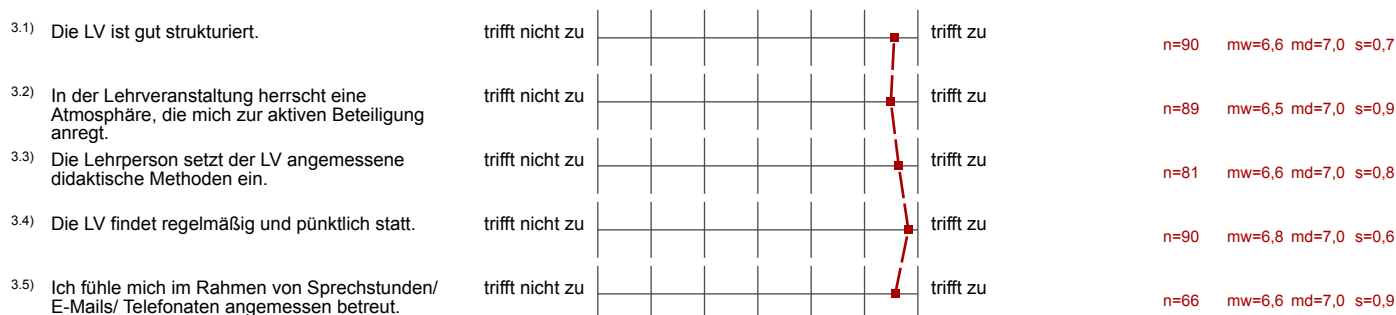 3.1) Die LV ist gut strukturiert. trifft nicht zu trifft zu n=90 mw=6,6 md=7,0 s=0,7
3.2) In der Lehrveranstaltung herrscht eine trifft nicht zu trifft zu
Atmosphäre, die mich zur aktiven Beteiligung n=89 mw=6,5 md=7,0 s=0,9
anregt.
3.3) Die Lehrperson setzt der LV angemessene trifft nicht zu trifft zu
didaktische Methoden ein. n=81 mw=6,6 md=7,0 s=0,8
3.4) Die LV findet regelmäßig und pünktlich statt. trifft nicht zu trifft zu n=90 mw=6,8 md=7,0 s=0,6
3.5) Ich fühle mich im Rahmen von Sprechstunden/ trifft nicht zu trifft zu
E-Mails/ Telefonaten angemessen betreut. n=66 mw=6,6 md=7,0 s=0,9